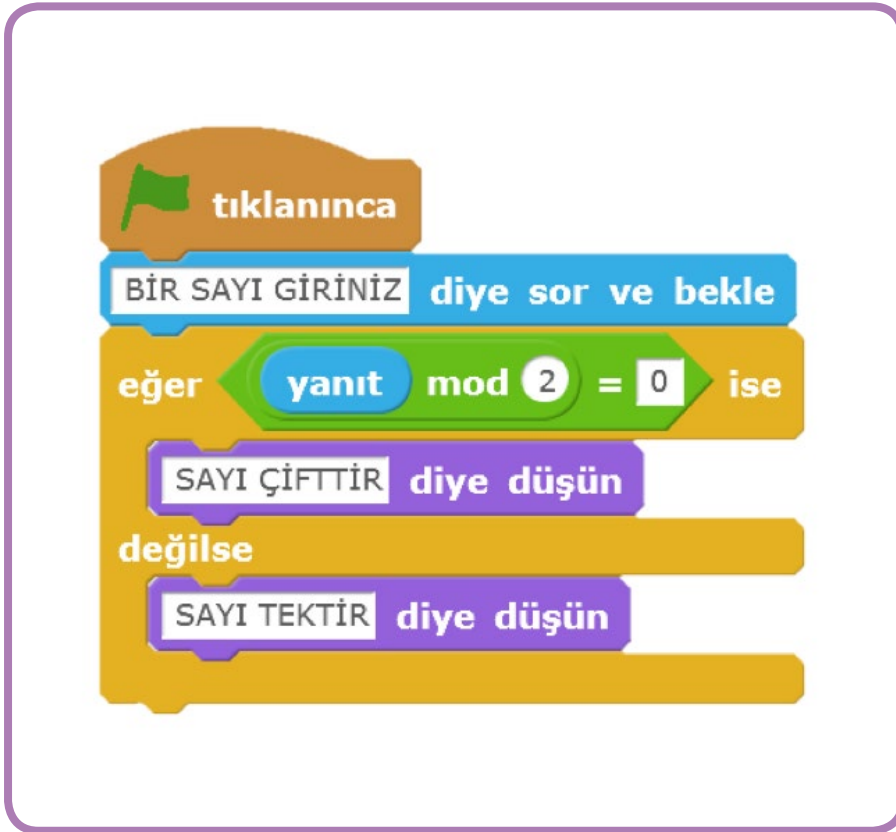 tıklanınca
BİR SAYI GİRİNİZ diye sor ve bekle
eğer yanıt mod 2 = 0 ise
SAYI ÇİFTTİR diye düşün
değilse
SAYI TEKTİR diye düşün